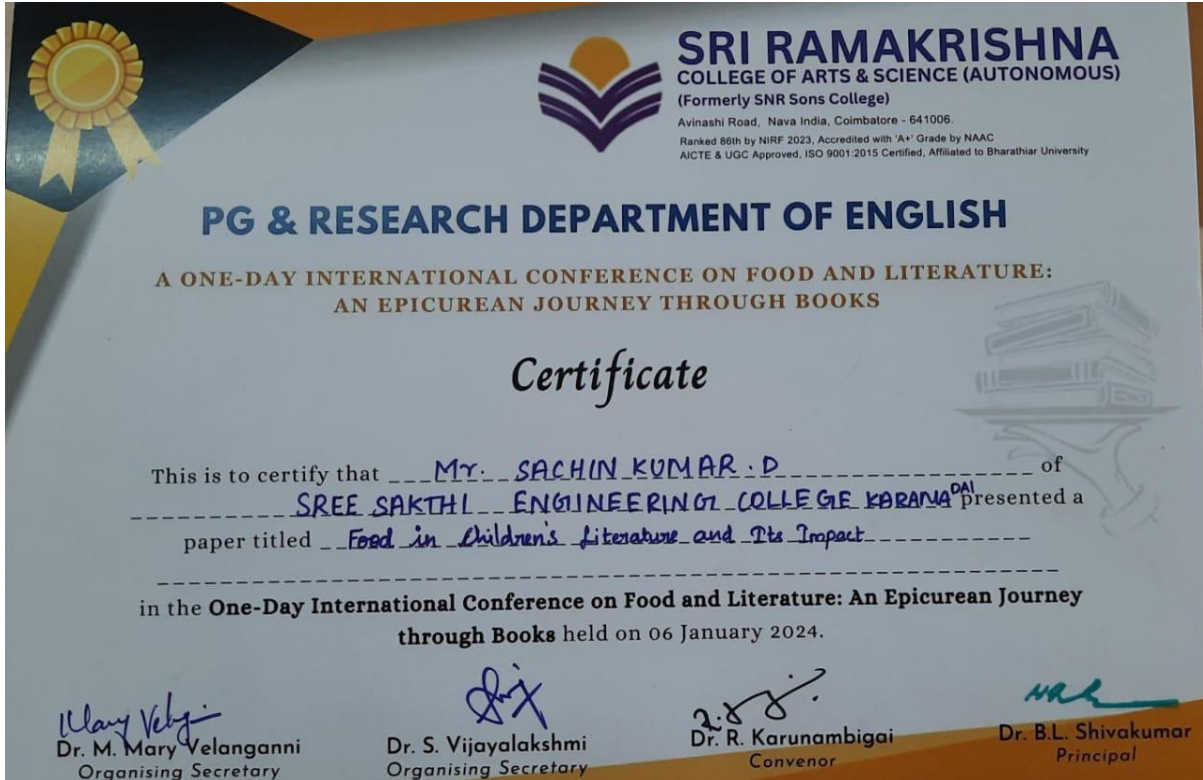 SRI RAMAKRISHNA
COLLEGE OF ARTS & SCIENCE (AUTONOMOUS)
(Formerly SNR Sons College)
Avinashi Road, Nava India, Coimbatore - 641006.
Ranked 86th by NIRF 2023, Accredited with 'A+' Grade by NAAC
AICTE & UGC Approved, ISO 9001:2015 Certified, Affiliated to Bharathiar University
PG & RESEARCH DEPARTMENT OF ENGLISH
A ONE-DAY INTERNATIONAL CONFERENCE ON FOOD AND LITERATURE:
AN EPICUREAN JOURNEY THROUGH BOOKS
Certificate
This is to certify that Mr. SACHIN KUMAR. D of
SREE SAKTHI ENGINEERING COLLEGE KARAMADAI presented a
paper titled Food in Children's Literature and Its Impact
in the One-Day International Conference on Food and Literature: An Epicurean Journey
through Books held on 06 January 2024.
Dr. M. Mary Velanganni
Organising Secretary
Dr. S. Vijayalakshmi
Organising Secretary
Dr. R. Karunambigai
Convenor
Dr. B.L. Shivakumar
Principal